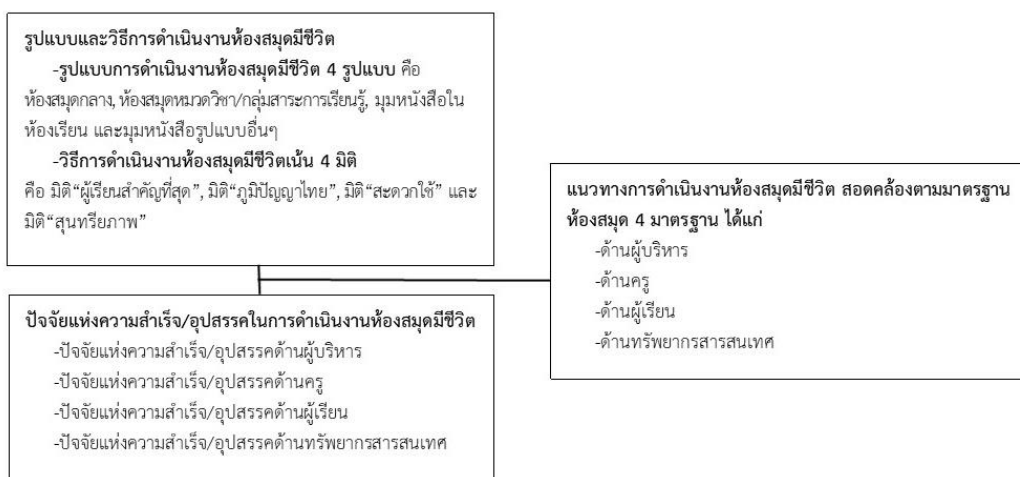 รูปแบบและวิธีการดำเนินงานห้องสมุดมีชีวิต
-รูปแบบการดำเนินงานห้องสมุดมีชีวิต 4 รูปแบบ คือ
ห้องสมุดกลาง, ห้องสมุดหมวดวิชา/กลุ่มสาระการเรียนรู้, มุมหนังสือใน
ห้องเรียน และมุมหนังสือรูปแบบอื่นๆ
-วิธีการดำเนินงานห้องสมุดมีชีวิตเน้น 4 มิติ
คือ มิติ“ผู้เรียนสำคัญที่สุด”, มิติ“ภูมิปัญญาไทย”, มิติ“สะดวกใช้” และ
มิติ“สุนทรียภาพ”
ปัจจัยแห่งความสำเร็จ/อุปสรรคในการดำเนินงานห้องสมุดมีชีวิต
-ปัจจัยแห่งความสำเร็จ/อุปสรรคด้านผู้บริหาร
-ปัจจัยแห่งความสำเร็จ/อุปสรรคด้านครู
-ปัจจัยแห่งความสำเร็จ/อุปสรรคด้านผู้เรียน
-ปัจจัยแห่งความสำเร็จ/อุปสรรคด้านทรัพยากรสารสนเทศ
แนวทางการดำเนินงานห้องสมุดมีชีวิต สอดคล้องตามมาตรฐาน
ห้องสมุด 4 มาตรฐาน ได้แก่
-ด้านผู้บริหาร
-ด้านครู
-ด้านผู้เรียน
-ด้านทรัพยากรสารสนเทศ